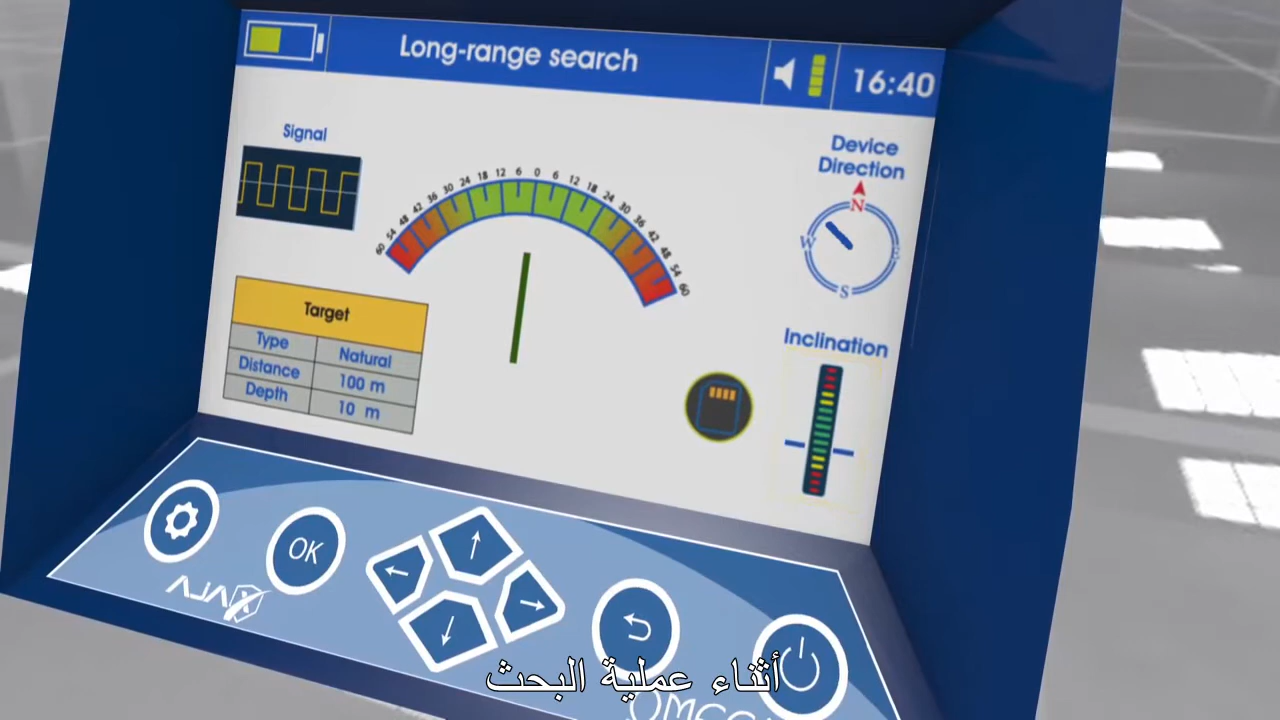 Long-range search
16:40
Signal
60 54 48 42 36 30 24 18 12 6 0 6 12 18 24 30 36 42 48 54 60
Device
Direction
N
W
S
Target
Type Natural
Distance 100 m
Depth 10 m
Inclination
OK
أثناء عملية البحث